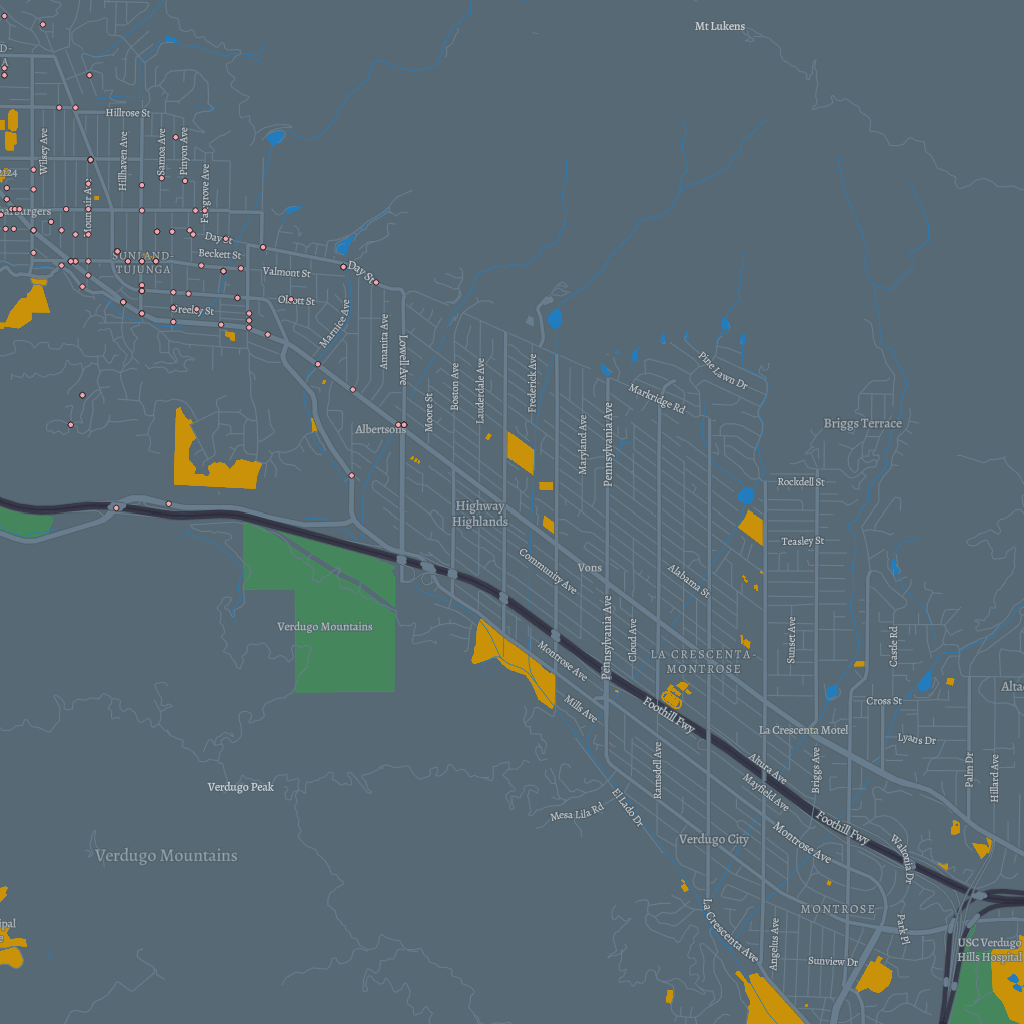 Mt Lukens
D-
A
Hillrose St
Wilsey Ave
Hillhaven Ave
Samoa Ave
Pinyon Ave
Fairgrove Ave
2124
Mountair Ave
Day St
Beckett St
SUNLAND-
TUJUNGA
Valmont St
Day St
Olcott St
Greeley St
Marnice Ave
Amanita Ave
Lowell Ave
Moore St
Boston Ave
Lauderdale Ave
Frederick Ave
Maryland Ave
Pennsylvania Ave
Markridge Rd
Pine Lawn Dr
Briggs Terrace
Albertsons
Rockdell St
Highway
Highlands
Teasley St
Community Ave
Vons
Alabama St
Verdugo Mountains
Pennsylvania Ave
Cloud Ave
Sunset Ave
Castle Rd
LA CRESCENTA-
MONTROSE
Montrose Ave
Mills Ave
Foothill Fwy
Cross St
La Crescenta Motel
Lyans Dr
Palm Dr
Hillard Ave
Ramsdell Ave
Altura Ave
Mayfield Ave
Briggs Ave
Verdugo Peak
Mesa Lila Rd
El Lado Dr
Foothill Fwy
Verdugo City
Montrose Ave
Waltonia Dr
Verdugo Mountains
MONTROSE
La Crescenta Ave
Angelus Ave
Park Pl
Sunview Dr
USC Verdugo
Hills Hospital